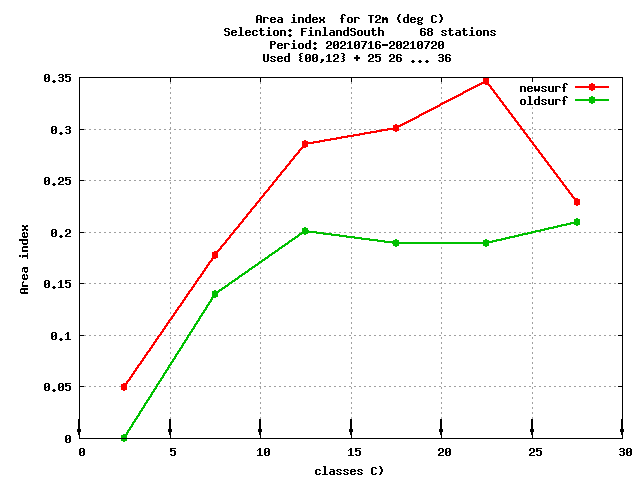 Area index  for T2m (deg C)
Selection: FinlandSouth     68 stations
Period: 20210716-20210720
Used {00,12} + 25 26 ... 36
newsurf
oldsurf
0.35
0.3
0.25
0.2
0.15
0.1
0.05
0
Area index
0 5 10 15 20 25 30
classes C)